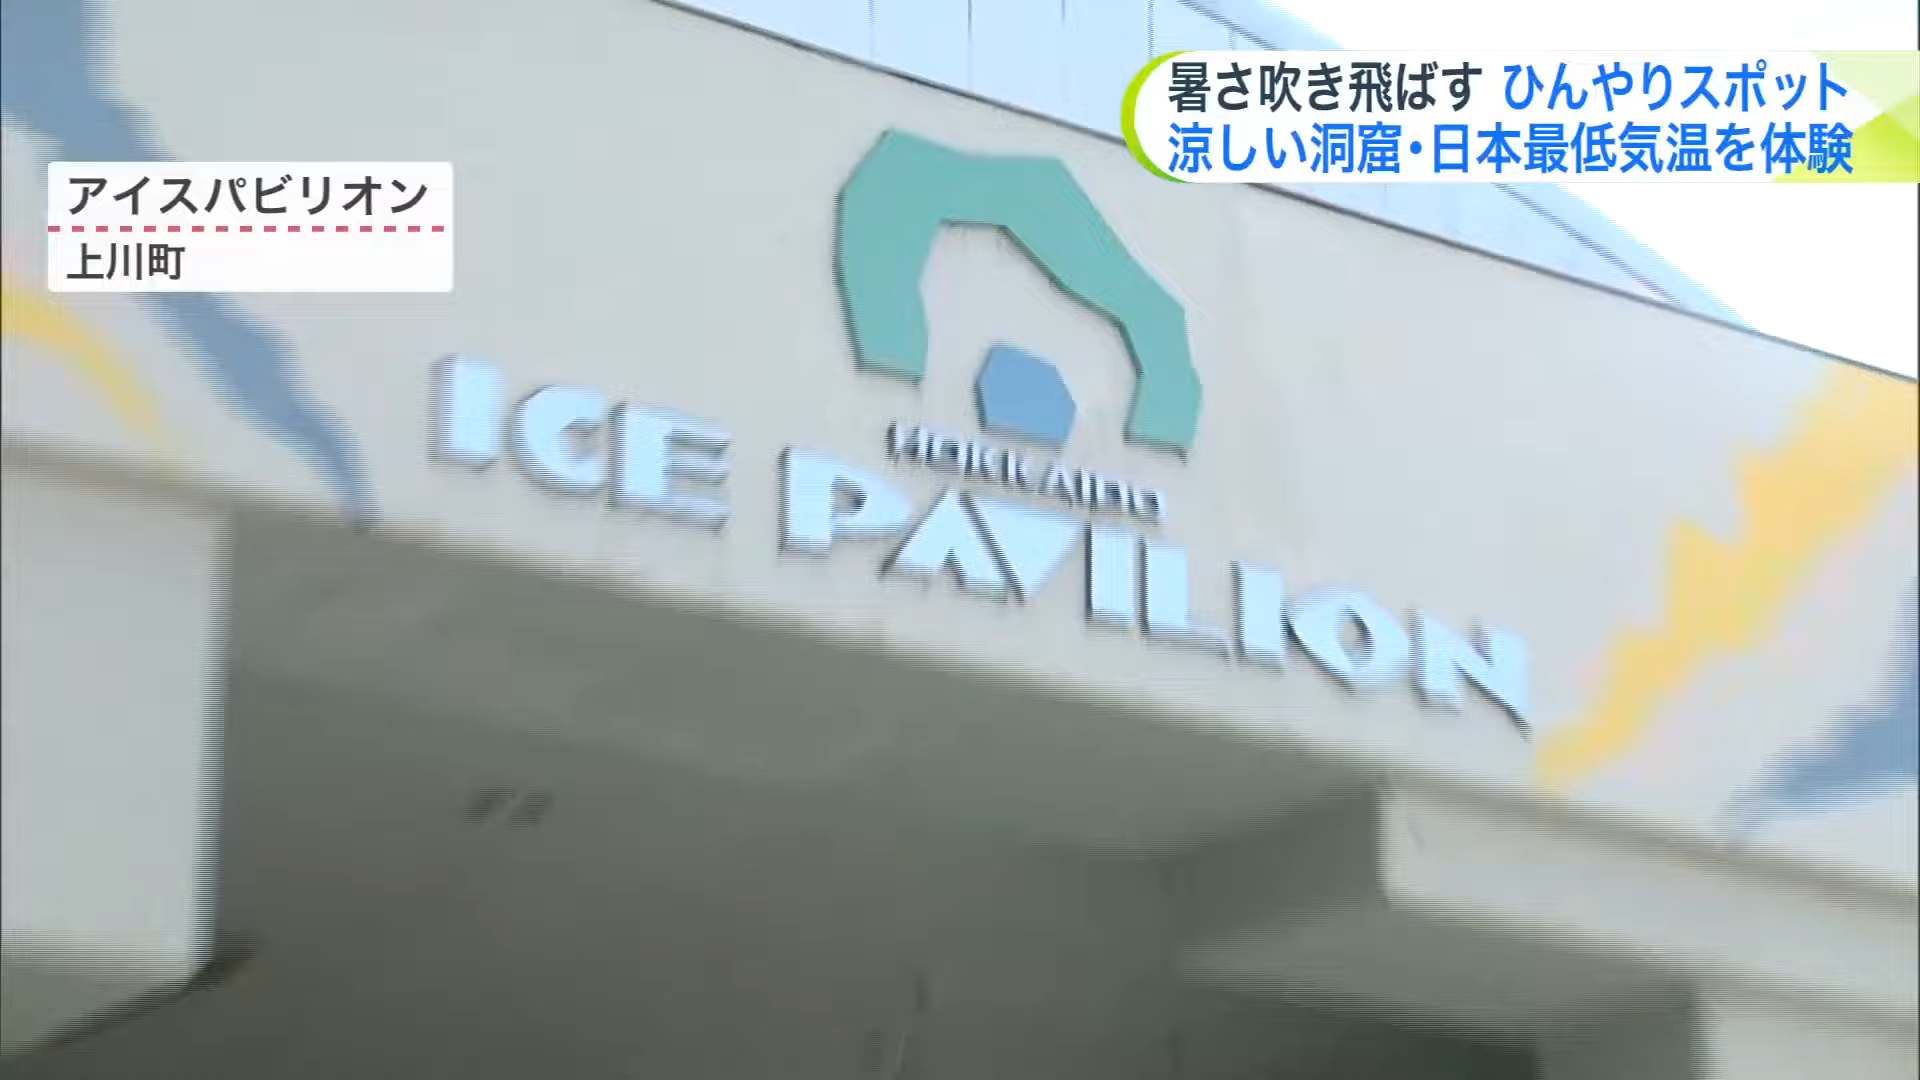 暑さ吹き飛ばす ひんやりスポット
涼しい洞窟・日本最低気温を体験
アイスパビリオン
上川町
HOKKAIDO
ICE PAVILION